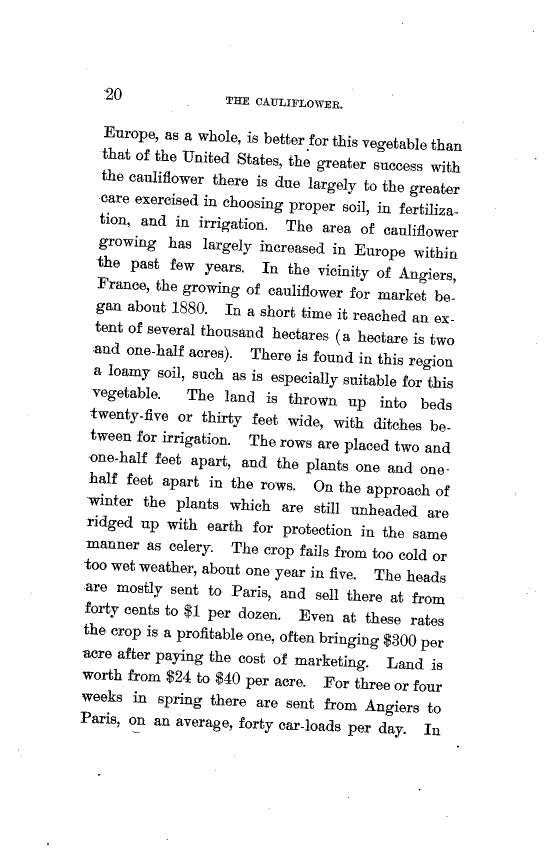 20
THE CAULIFLOWER.
Europe, as a whole, is better for this vegetable than
that of the United States, the greater success with
the cauliflower there is due largely to the greater
care exercised in choosing proper soil, in fertiliza-
tion, and in irrigation. The area of cauliflower
growing has largely increased in Europe within
the past few years. In the vicinity of Angiers,
France, the growing of cauliflower for market be-
gan about 1880. In a short time it reached an ex-
tent of several thousand hectares (a hectare is two
and one-half acres). There is found in this region
a loamy soil, such as is especially suitable for this
vegetable. The land is thrown up into beds
twenty-five or thirty feet wide, with ditches be-
tween for irrigation. The rows are placed two and
one-half feet apart, and the plants one and one-
half feet apart in the rows. On the approach of
winter the plants which are still unheaded are
ridged up with earth for protection in the same
manner as celery. The crop fails from too cold or
too wet weather, about one year in five. The heads
are mostly sent to Paris, and sell there at from
forty cents to $1 per dozen. Even at these rates
the crop is a profitable one, often bringing $300 per
acre after paying the cost of marketing. Land is
worth from $24 to $40 per acre. For three or four
weeks in spring there are sent from Angiers to
Paris, on an average, forty car-loads per day. In